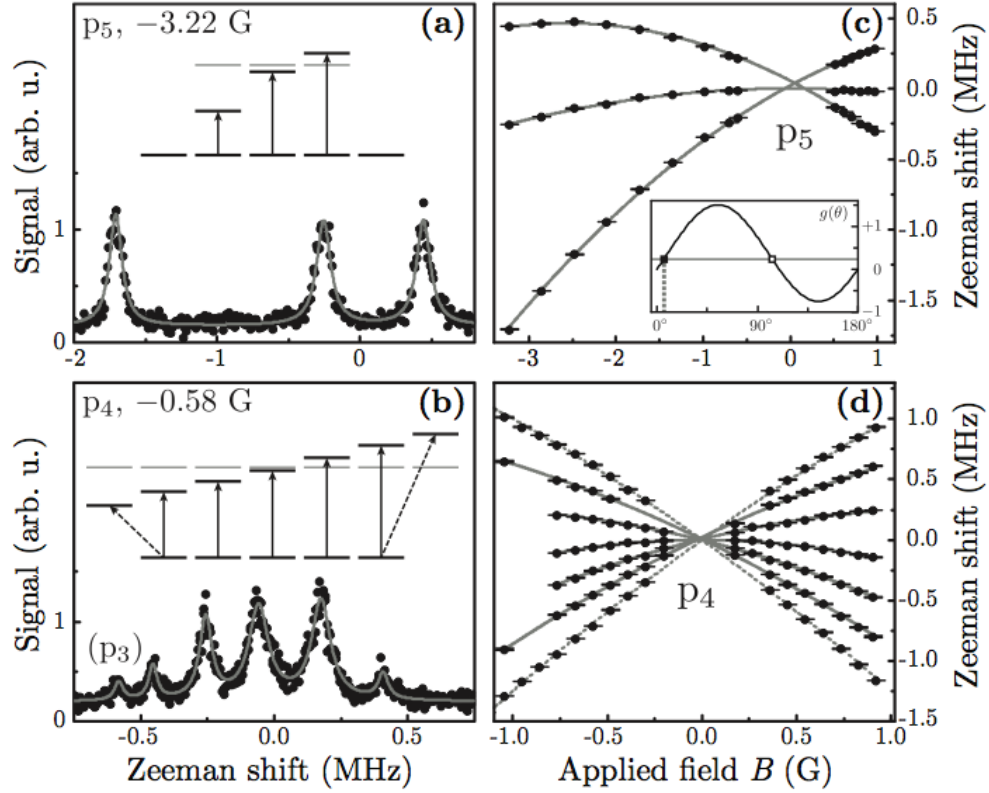 p5, −3.22 G
(a)
Signal (arb. u.)
1
0
-2
-1
0
(c)
0.5
0.0
-0.5
-1.0
-1.5
Zeeman shift (MHz)
p5
g(θ)
+1
0
−1
0°
90°
180°
-3
-2
-1
0
1
p4, −0.58 G
(b)
Signal (arb. u.)
1
0
(p3)
-0.5
0.0
0.5
Zeeman shift (MHz)
(d)
1.0
0.5
0.0
-0.5
-1.0
-1.5
Zeeman shift (MHz)
p4
-1.0
-0.5
0.0
0.5
1.0
Applied field B (G)